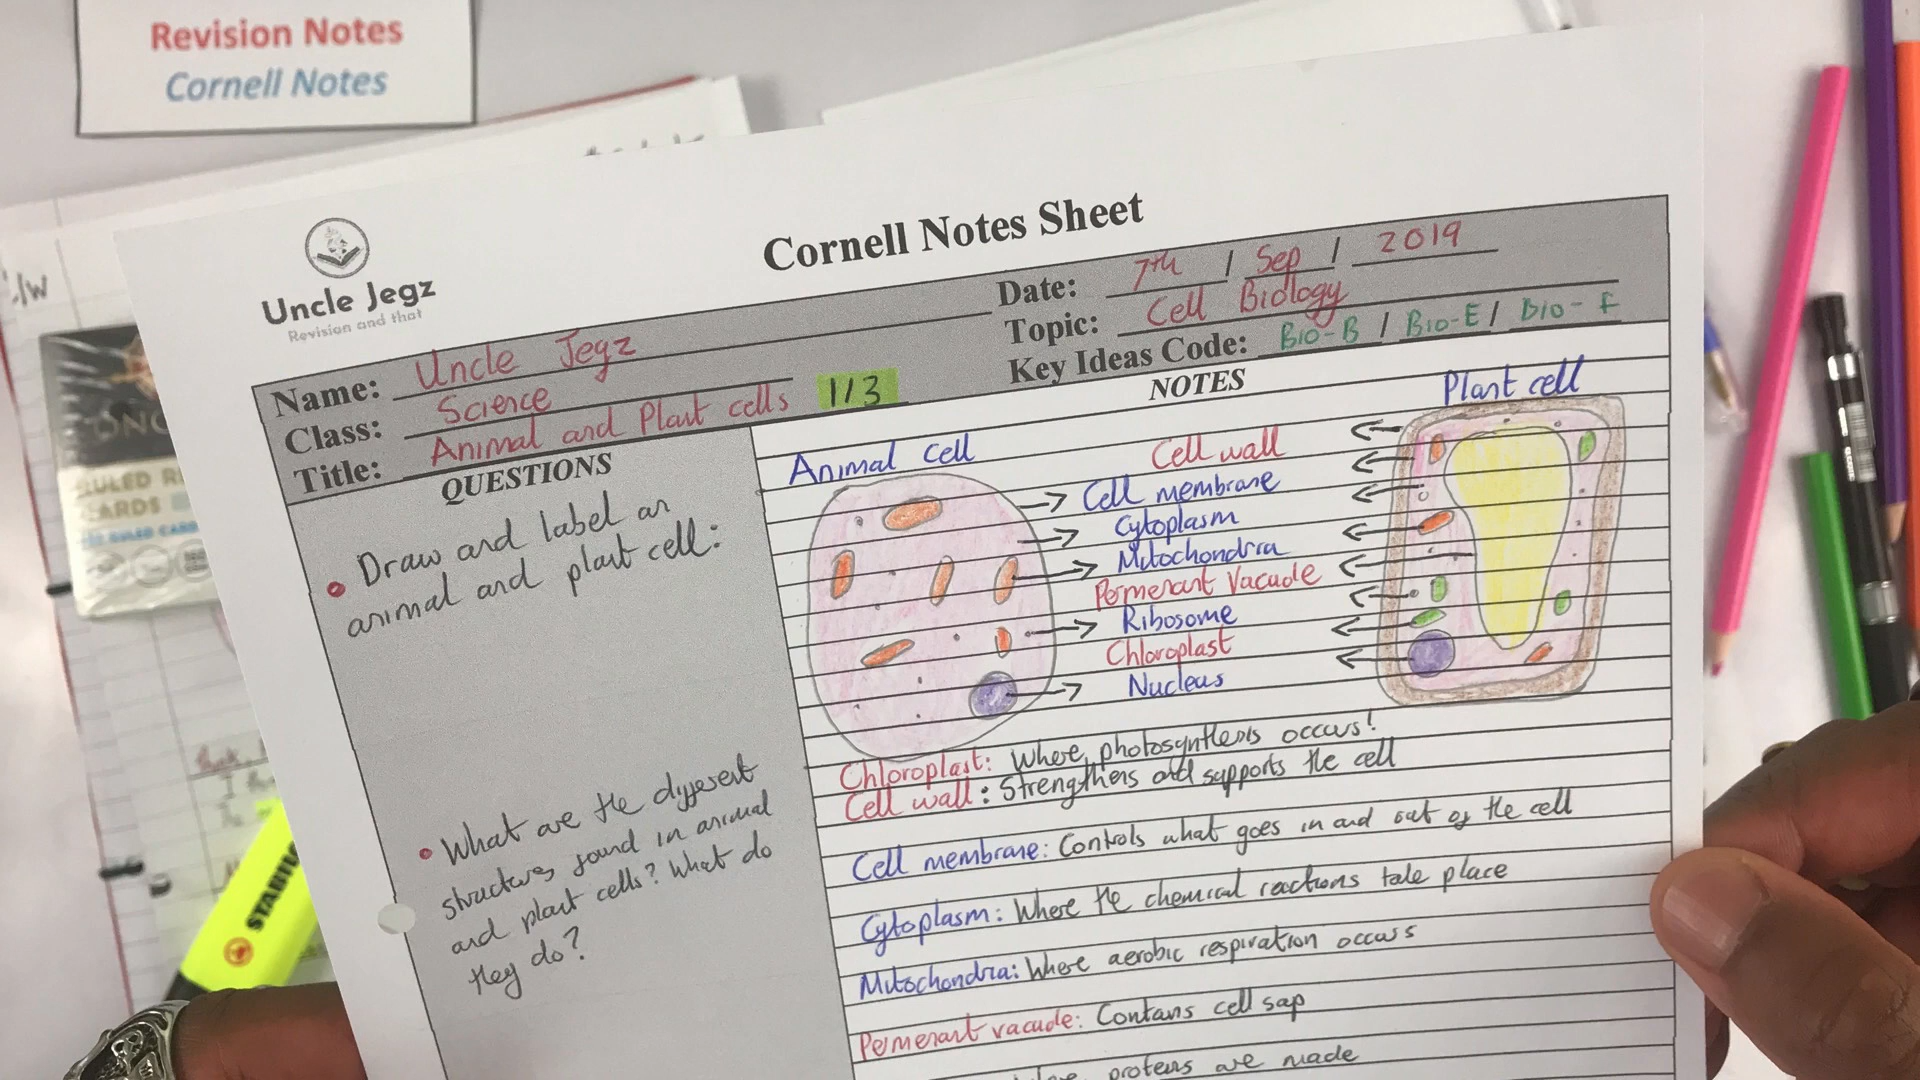 Revision Notes
Cornell Notes
Uncle Jegz
Revision and that
Cornell Notes Sheet
Name: Uncle Jegz
Class: Science
Title: Animal and Plant cells 1/3
Date: 7th / Sep / 2019
Topic: Cell Biology
Key Ideas Code: Bio-B / Bio-E / Bio-F
QUESTIONS
• Draw and label an
animal and plant cell:
• What are the different
structures found in animal
and plant cells? What do
they do?
NOTES
Animal cell
Plant cell
Cell wall
Cell membrane
Cytoplasm
Mitochondria
Permenant Vacuole
Ribosome
Chloroplast
Nucleus
Chloroplast: Where photosynthesis occurs!
Cell wall: Strengthens and supports the cell
Cell membrane: Controls what goes in and out of the cell
Cytoplasm: Where the chemical reactions take place
Mitochondria: Where aerobic respiration occurs
Permenant vacuole: Contains cell sap
proteins are made
STABIL